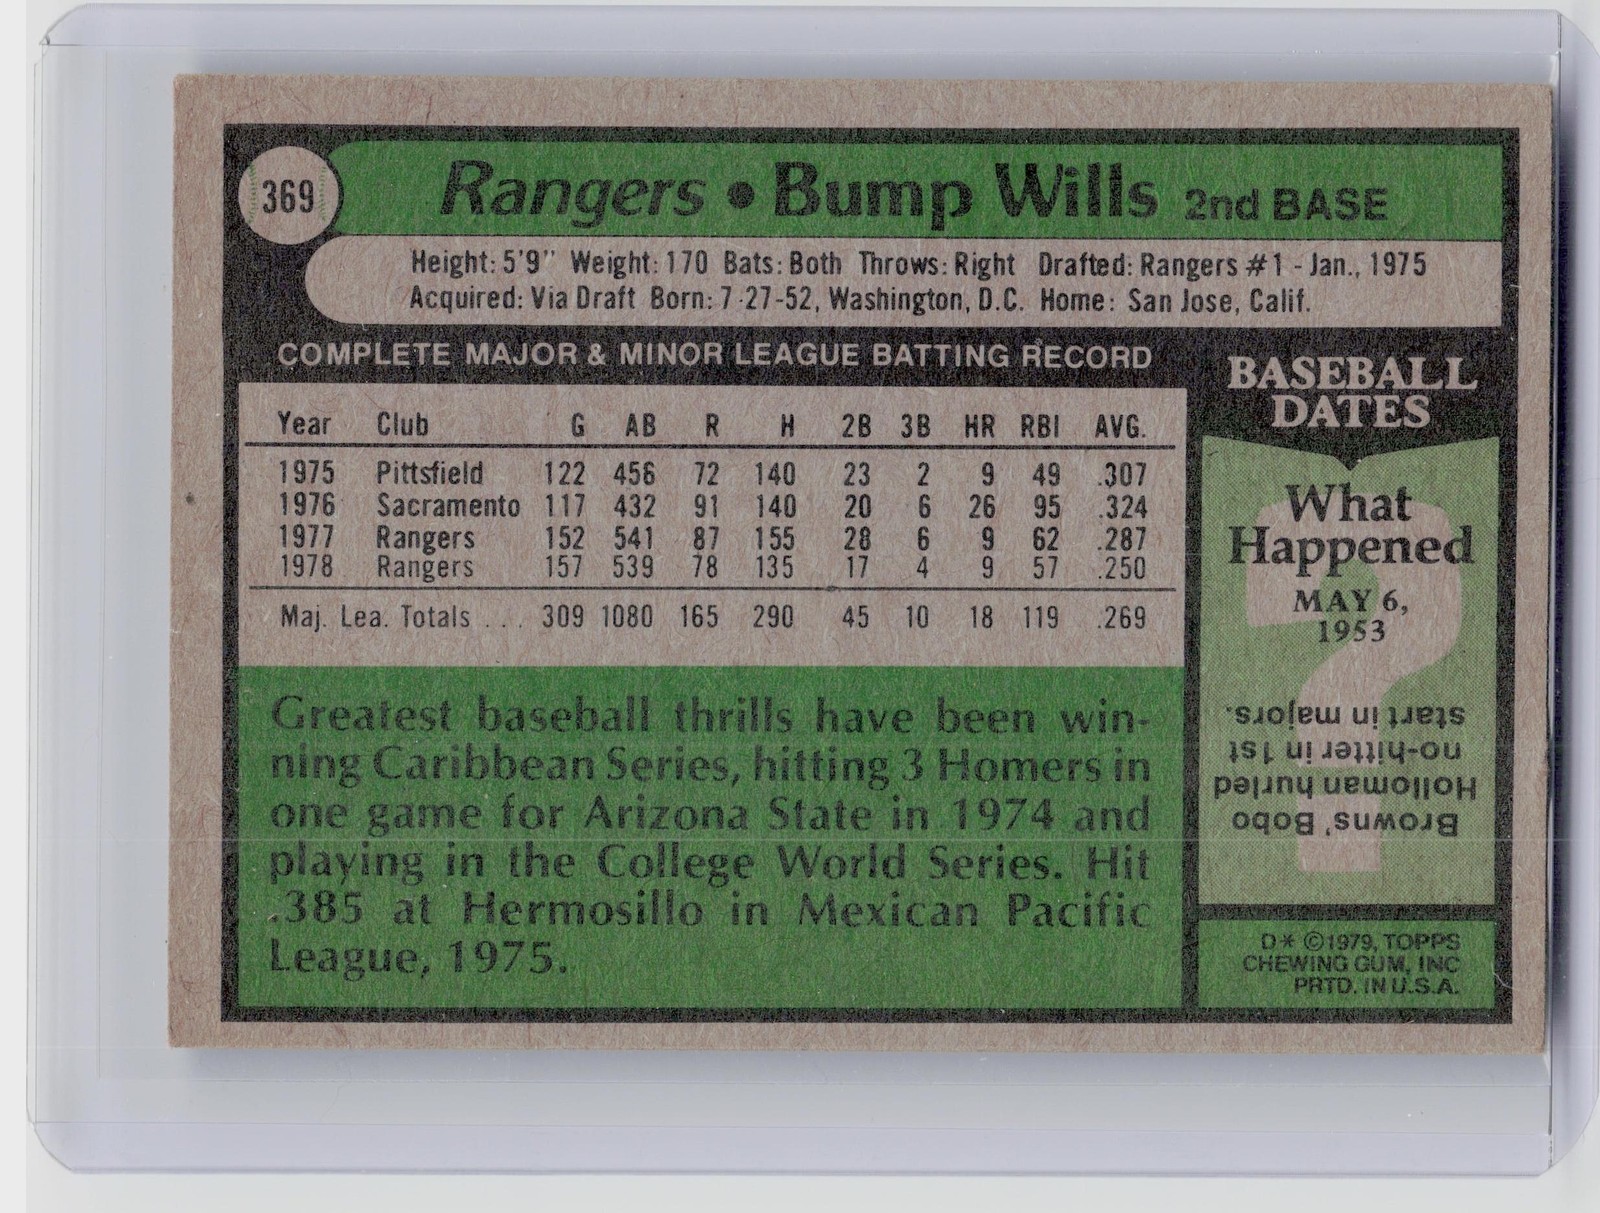 369
Rangers • Bump Wills 2nd BASE
Height: 5'9" Weight: 170 Bats: Both Throws: Right Drafted: Rangers #1 - Jan., 1975
Acquired: Via Draft Born: 7-27-52, Washington, D.C. Home: San Jose, Calif.
COMPLETE MAJOR & MINOR LEAGUE BATTING RECORD
Year Club G AB R H 2B 3B HR RBI AVG.
1975 Pittsfield 122 456 72 140 23 2 9 49 .307
1976 Sacramento 117 432 91 140 20 6 26 95 .324
1977 Rangers 152 541 87 155 28 6 9 62 .287
1978 Rangers 157 539 78 135 17 4 9 57 .250
Maj. Lea. Totals . . . 309 1080 165 290 45 10 18 119 .269
Greatest baseball thrills have been win-
ning Caribbean Series, hitting 3 Homers in
one game for Arizona State in 1974 and
playing in the College World Series. Hit
.385 at Hermosillo in Mexican Pacific
League, 1975.
BASEBALL
DATES
What
Happened
MAY 6,
1953
Browns' Bobo
Holloman hurled
no-hitter in 1st
start in majors.
D* ©1979, TOPPS
CHEWING GUM, INC
PRTD. IN U.S.A.